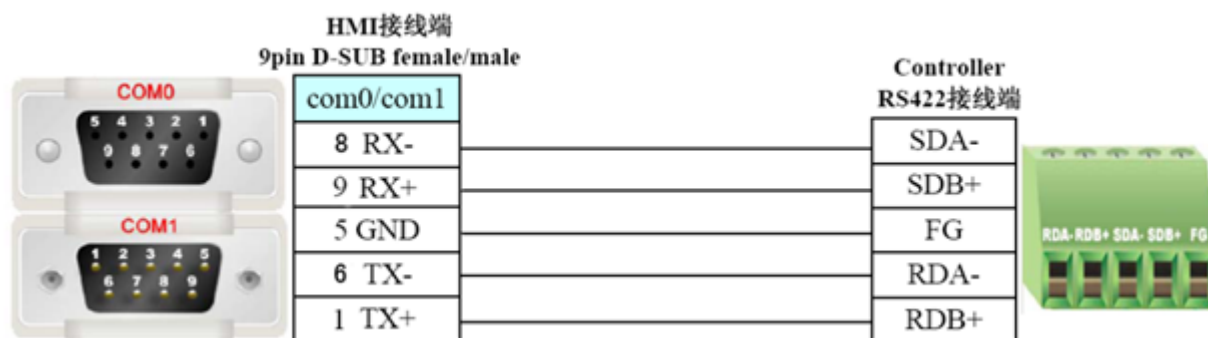 HMI接线端
9pin D-SUB female/male
Controller
RS422接线端
COM0
5 4 3 2 1
9 8 7 6
COM1
1 2 3 4 5
6 7 8 9
com0/com1
8 RX-
9 RX+
5 GND
6 TX-
1 TX+
SDA-
SDB+
FG
RDA-
RDB+
RDA- RDB+ SDA- SDB+ FG